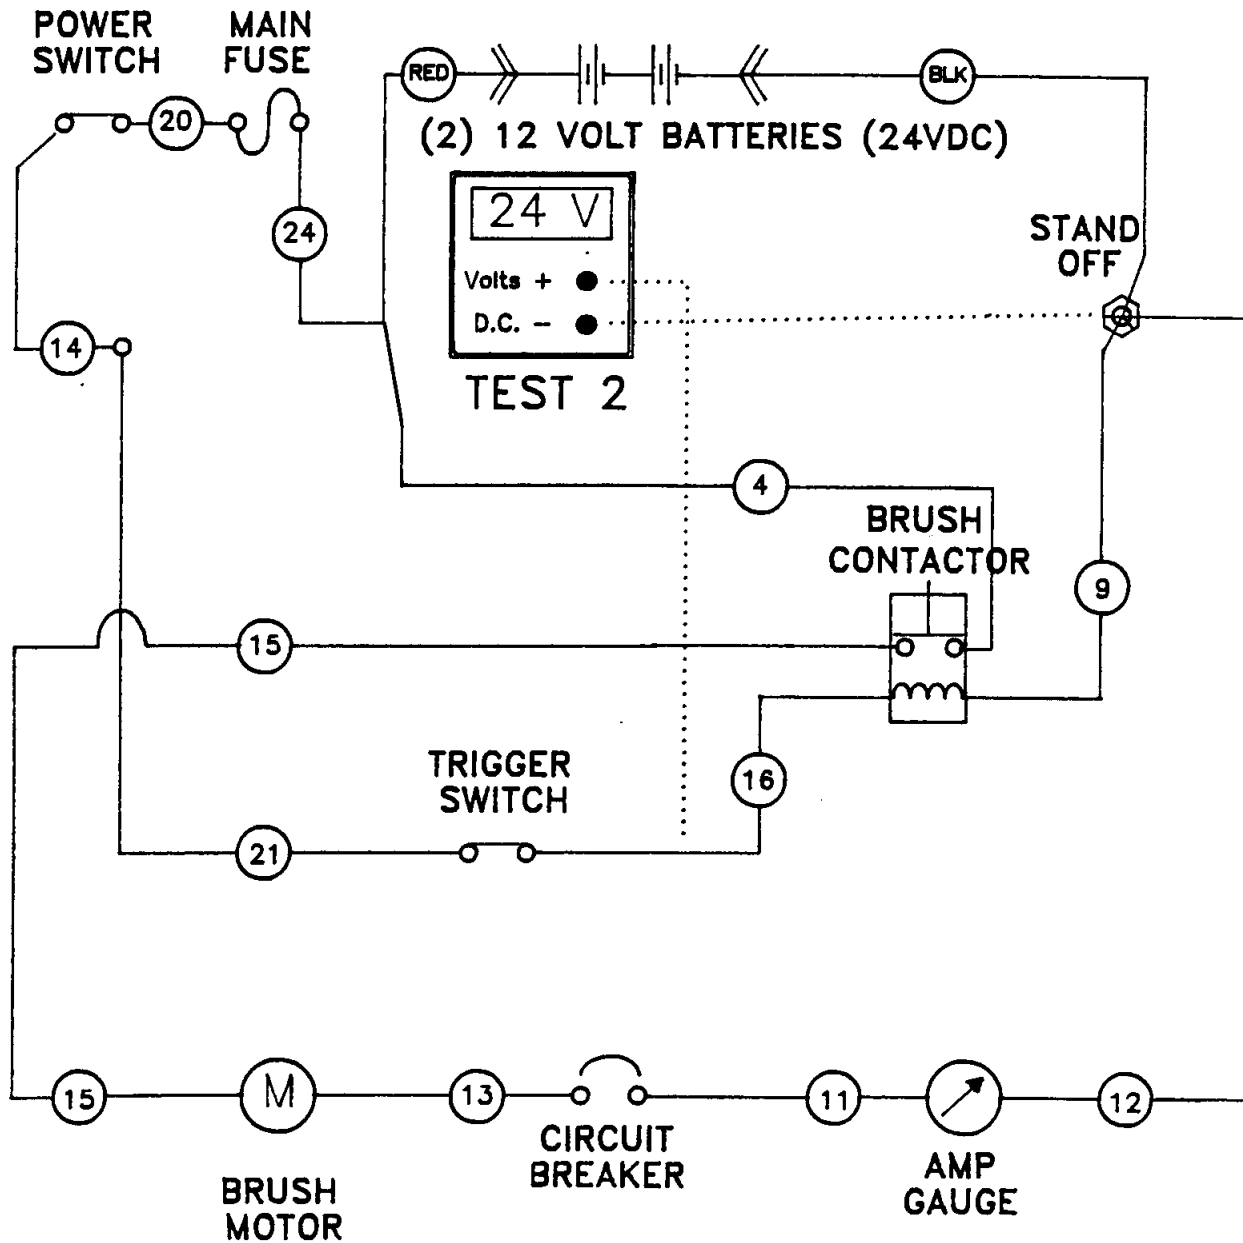 POWER
SWITCH
MAIN
FUSE
RED
BLK
20
(2) 12 VOLT BATTERIES (24VDC)
24 V
Volts +
D.C. -
TEST 2
24
STAND
OFF
14
4
BRUSH
CONTACTOR
9
15
TRIGGER
SWITCH
16
21
15
M
13
11
12
CIRCUIT
BREAKER
AMP
GAUGE
BRUSH
MOTOR